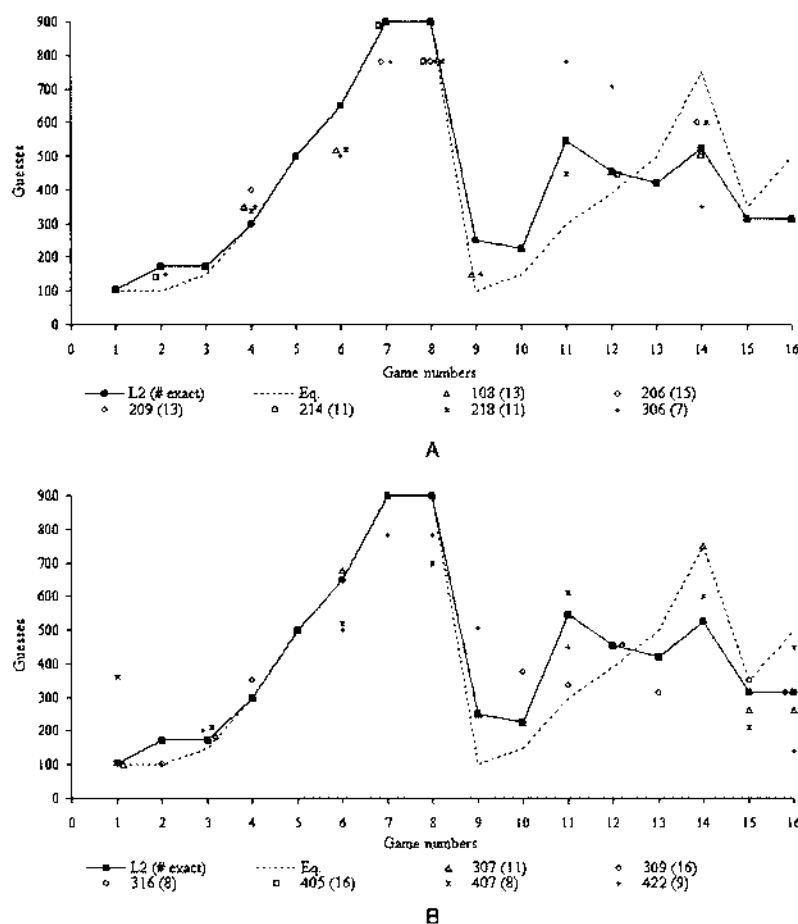 900
800
700
600
500
400
300
200
100
0
Guesses
0 1 2 3 4 5 6 7 8 9 10 11 12 13 14 15 16
Game numbers
L2 (# exact) Eq. 108 (13) 206 (15)
209 (13) 214 (11) 218 (11) 306 (7)
A
900
800
700
600
500
400
300
200
100
0
Guesses
0 1 2 3 4 5 6 7 8 9 10 11 12 13 14 15 16
Game numbers
L2 (# exact) Eq. 307 (11) 309 (16)
316 (8) 405 (16) 407 (8) 422 (9)
B